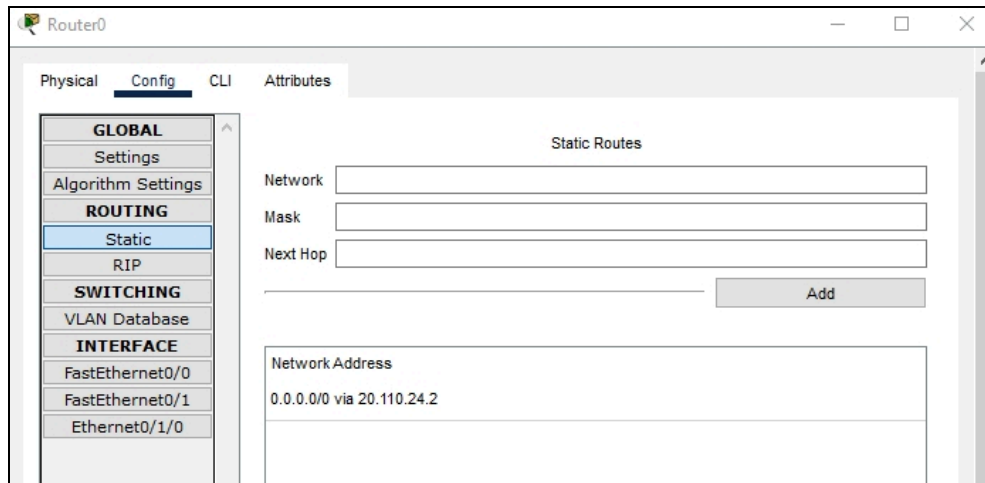 Router0
Physical Config CLI Attributes
GLOBAL
Settings
Algorithm Settings
ROUTING
Static
RIP
SWITCHING
VLAN Database
INTERFACE
FastEthernet0/0
FastEthernet0/1
Ethernet0/1/0
Static Routes
Network
Mask
Next Hop
Add
Network Address
0.0.0.0/0 via 20.110.24.2